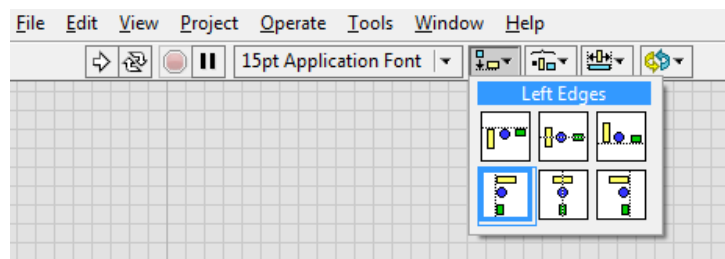 File Edit View Project Operate Tools Window Help
15pt Application Font
Left Edges